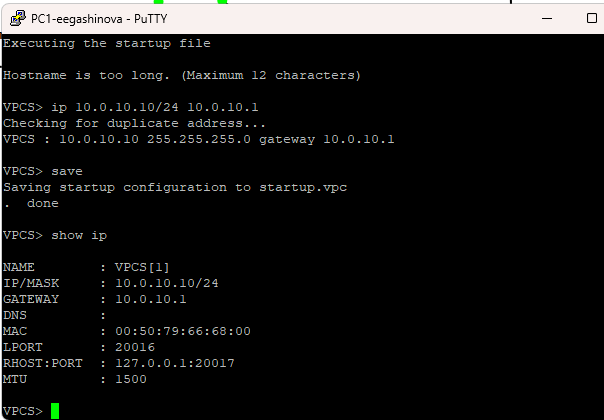 PC1-eegashinova - PuTTY
Executing the startup file
Hostname is too long. (Maximum 12 characters)
VPCS> ip 10.0.10.10/24 10.0.10.1
Checking for duplicate address...
VPCS : 10.0.10.10 255.255.255.0 gateway 10.0.10.1
VPCS> save
Saving startup configuration to startup.vpc
.  done
VPCS> show ip
NAME        : VPCS[1]
IP/MASK     : 10.0.10.10/24
GATEWAY     : 10.0.10.1
DNS         :
MAC         : 00:50:79:66:68:00
LPORT       : 20016
RHOST:PORT  : 127.0.0.1:20017
MTU         : 1500
VPCS>